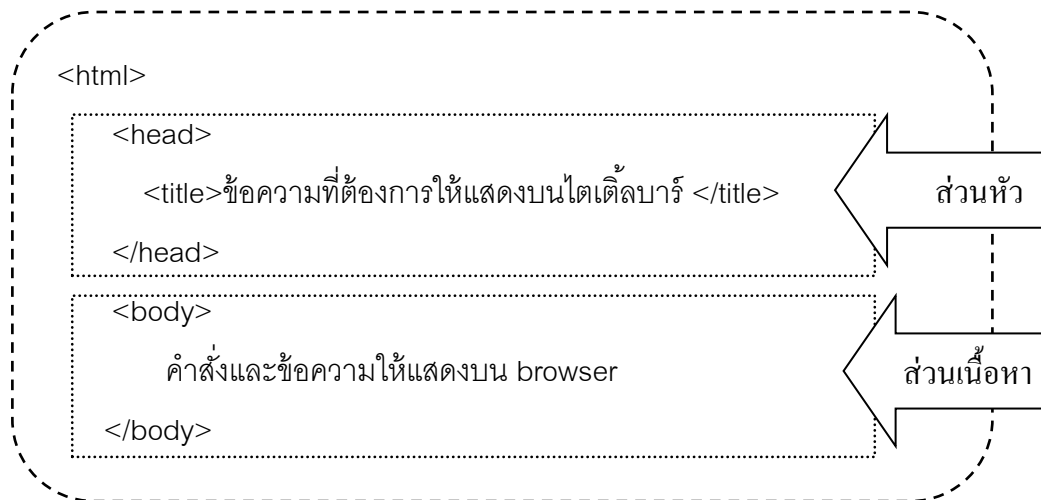 <html>
<head>
<title>ข้อความที่ต้องการให้แสดงบนไตเติ้ลบาร์ </title>
ส่วนหัว
</head>
<body>
คำสั่งและข้อความให้แสดงบน browser
ส่วนเนื้อหา
</body>